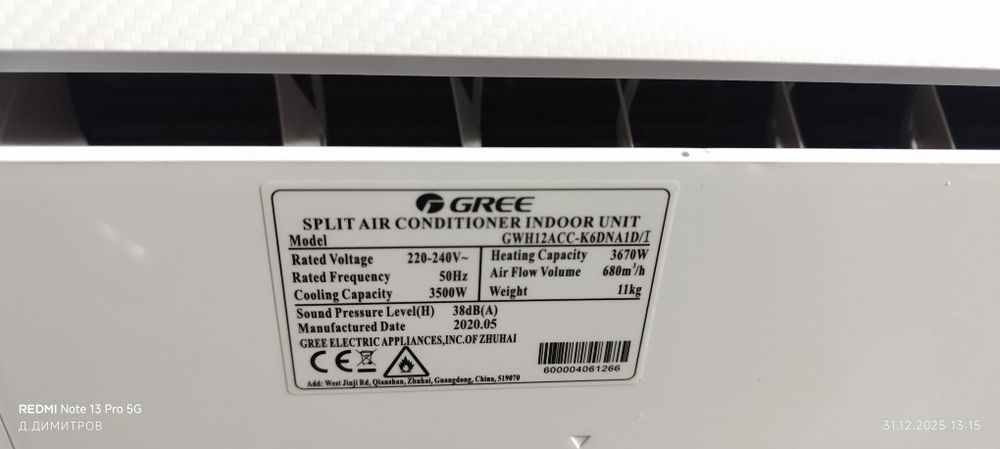 GREE
SPLIT AIR CONDITIONER INDOOR UNIT
Model GWH12ACC-K6DNA1D/I
Rated Voltage 220-240V~
Rated Frequency 50Hz
Cooling Capacity 3500W
Heating Capacity 3670W
Air Flow Volume 680m³/h
Weight 11kg
Sound Pressure Level(H) 38dB(A)
Manufactured Date 2020.05
GREE ELECTRIC APPLIANCES,INC.OF ZHUHAI
CE
600004061266
Add: West Jinji Rd, Qianshan, Zhuhai, Guangdong, China, 519070
REDMI Note 13 Pro 5G
Д.ДИМИТРОВ
31.12.2025 13:15